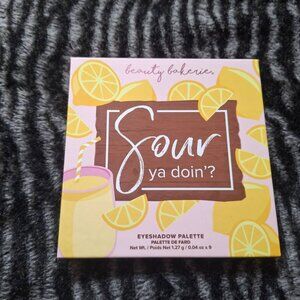 beauty bakerie.
Sour
ya doin'?
EYESHADOW PALETTE
PALETTE DE FARD
Net Wt. / Poids Net 1.27 g / 0.04 oz x 9